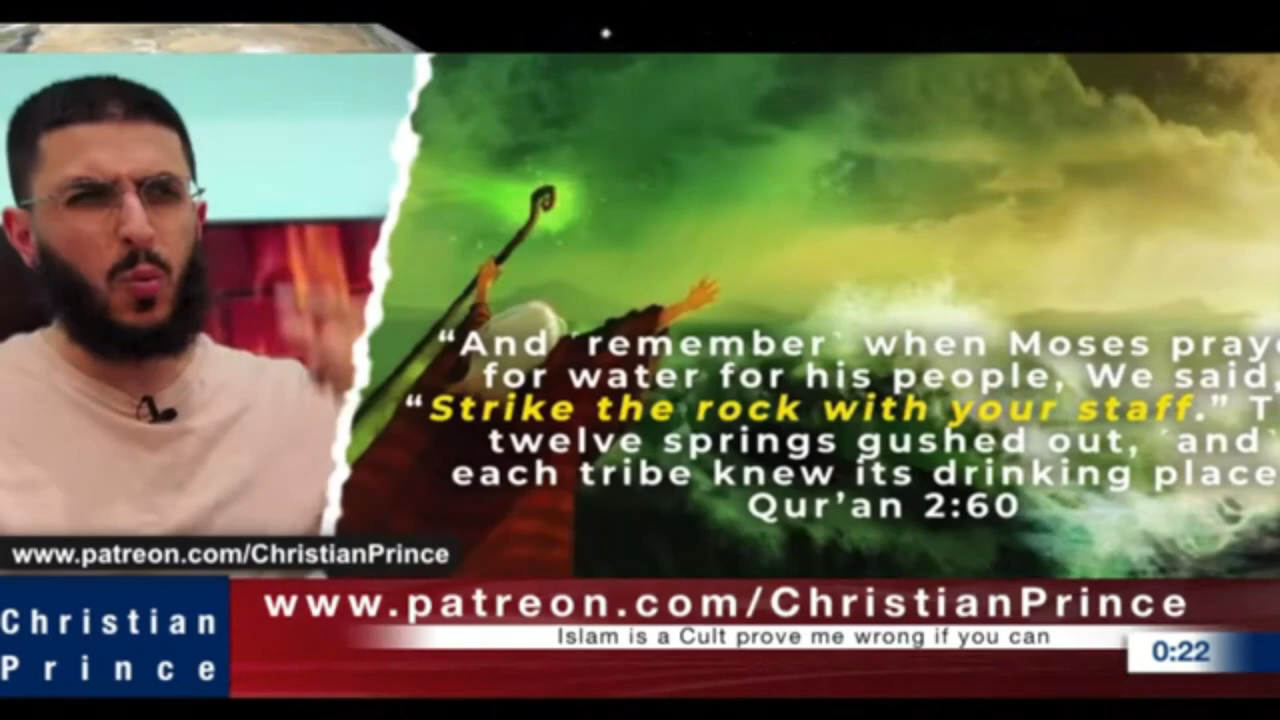 “And ˹remember˺ when Moses
for water for his people, We said,
“Strike the rock with your staff.”
twelve springs gushed out, ˹and˺
each tribe knew its drinking place
Qur’an 2:60
www.patreon.com/ChristianPrince
Christian
Prince
www.patreon.com/ChristianPrince
Islam is a Cult prove me wrong if you can
0:22